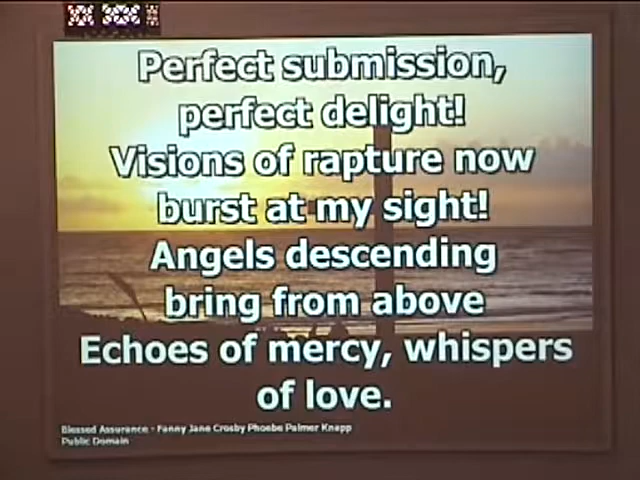 Perfect submission,
perfect delight!
Visions of rapture now
burst at my sight!
Angels descending
bring from above
Echoes of mercy, whispers
of love.
Blessed Assurance - Fanny Jane Crosby Phoebe Palmer Knapp
Public Domain